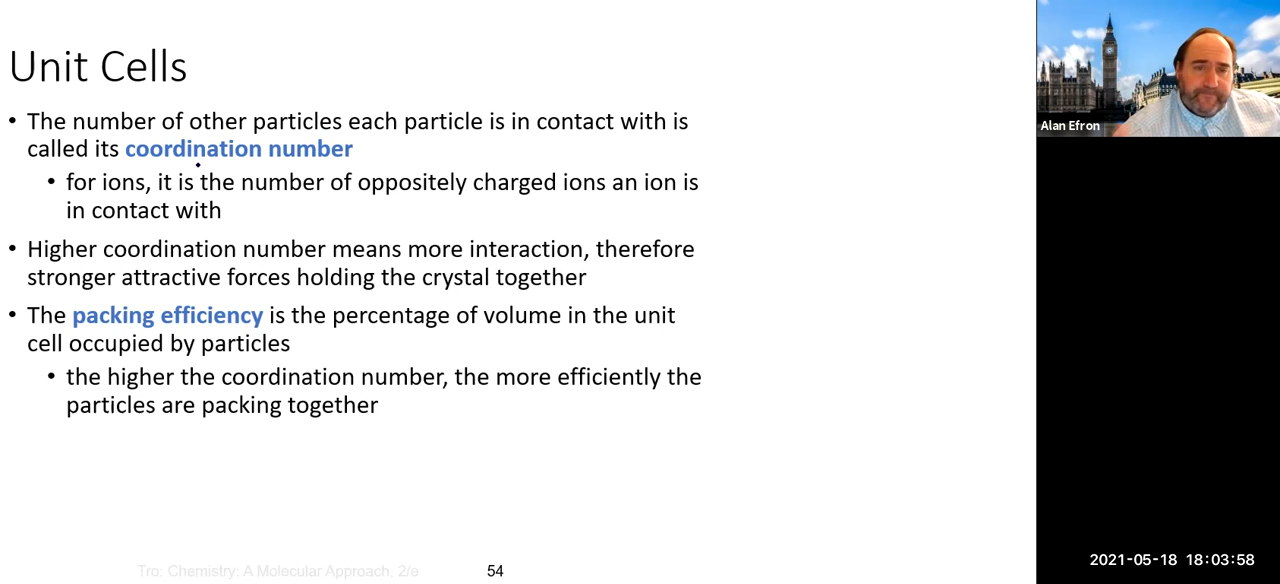 Unit Cells
• The number of other particles each particle is in contact with is
called its coordination number
• for ions, it is the number of oppositely charged ions an ion is
in contact with
• Higher coordination number means more interaction, therefore
stronger attractive forces holding the crystal together
• The packing efficiency is the percentage of volume in the unit
cell occupied by particles
• the higher the coordination number, the more efficiently the
particles are packing together
Tro: Chemistry: A Molecular Approach, 2/e
54
Alan Efron
2021-05-18 18:03:58